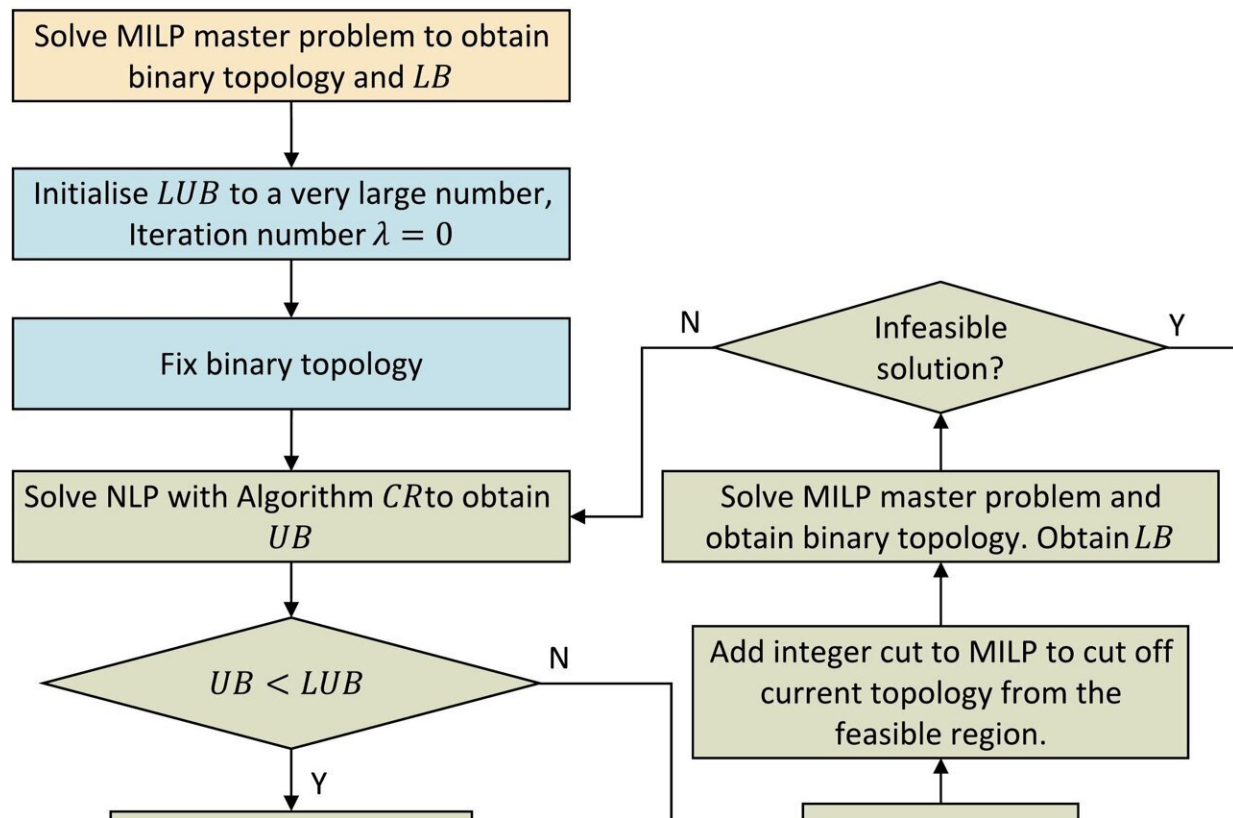 Solve MILP master problem to obtain
binary topology and LB
Initialise LUB to a very large number,
Iteration number λ = 0
Fix binary topology
Solve NLP with Algorithm CRto obtain
UB
UB < LUB
N
Y
N
Infeasible
solution?
Y
Solve MILP master problem and
obtain binary topology. Obtain LB
Add integer cut to MILP to cut off
current topology from the
feasible region.